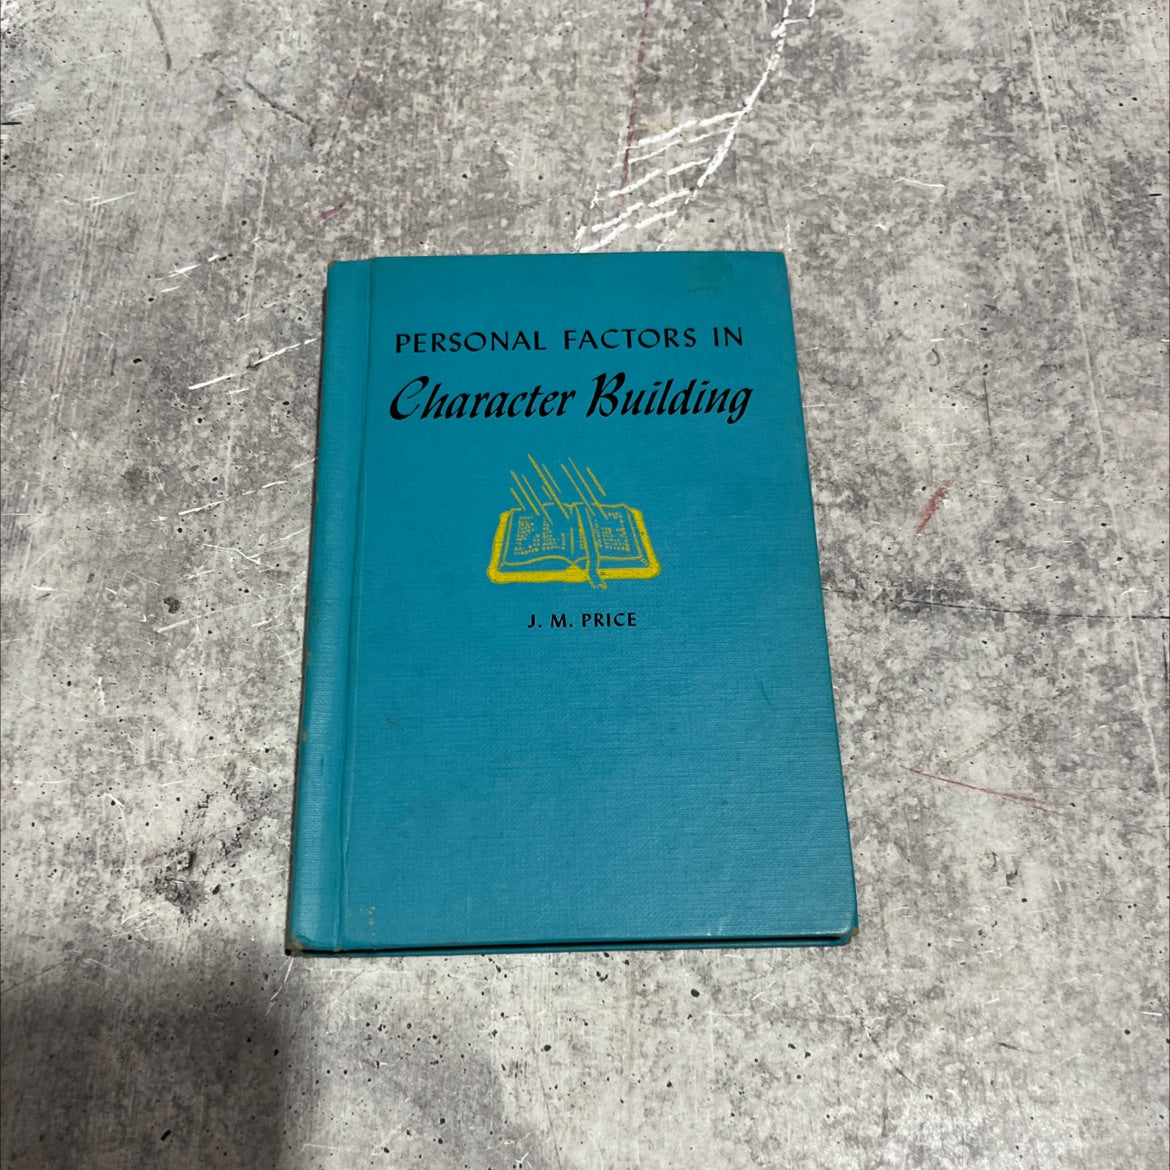 PERSONAL FACTORS IN
Character Building
J. M. PRICE